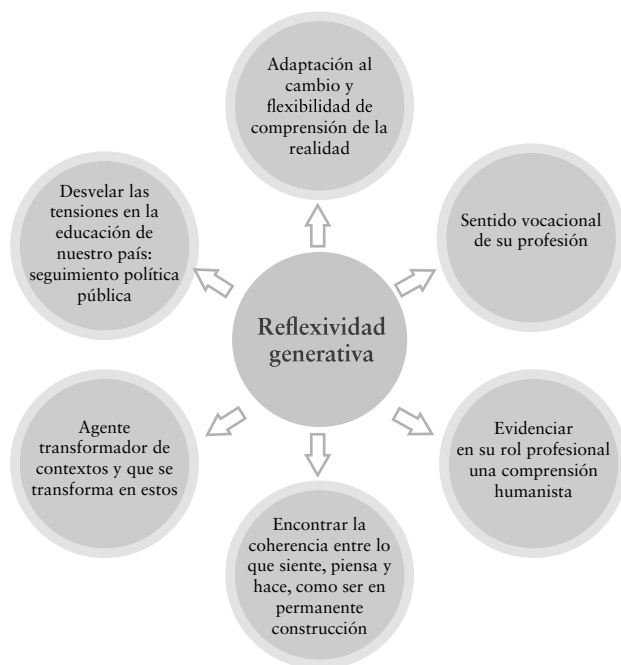 Adaptación al
cambio y
flexibilidad de
comprensión de la
realidad
Desvelar las
tensiones en la
educación de
nuestro país:
seguimiento política
pública
Sentido vocacional
de su profesión
Reflexividad
generativa
Agente
transformador de
contextos y que se
transforma en estos
Evidenciar
en su rol profesional
una comprensión
humanista
Encontrar la
coherencia entre lo
que siente, piensa y
hace, como ser en
permanente
construcción